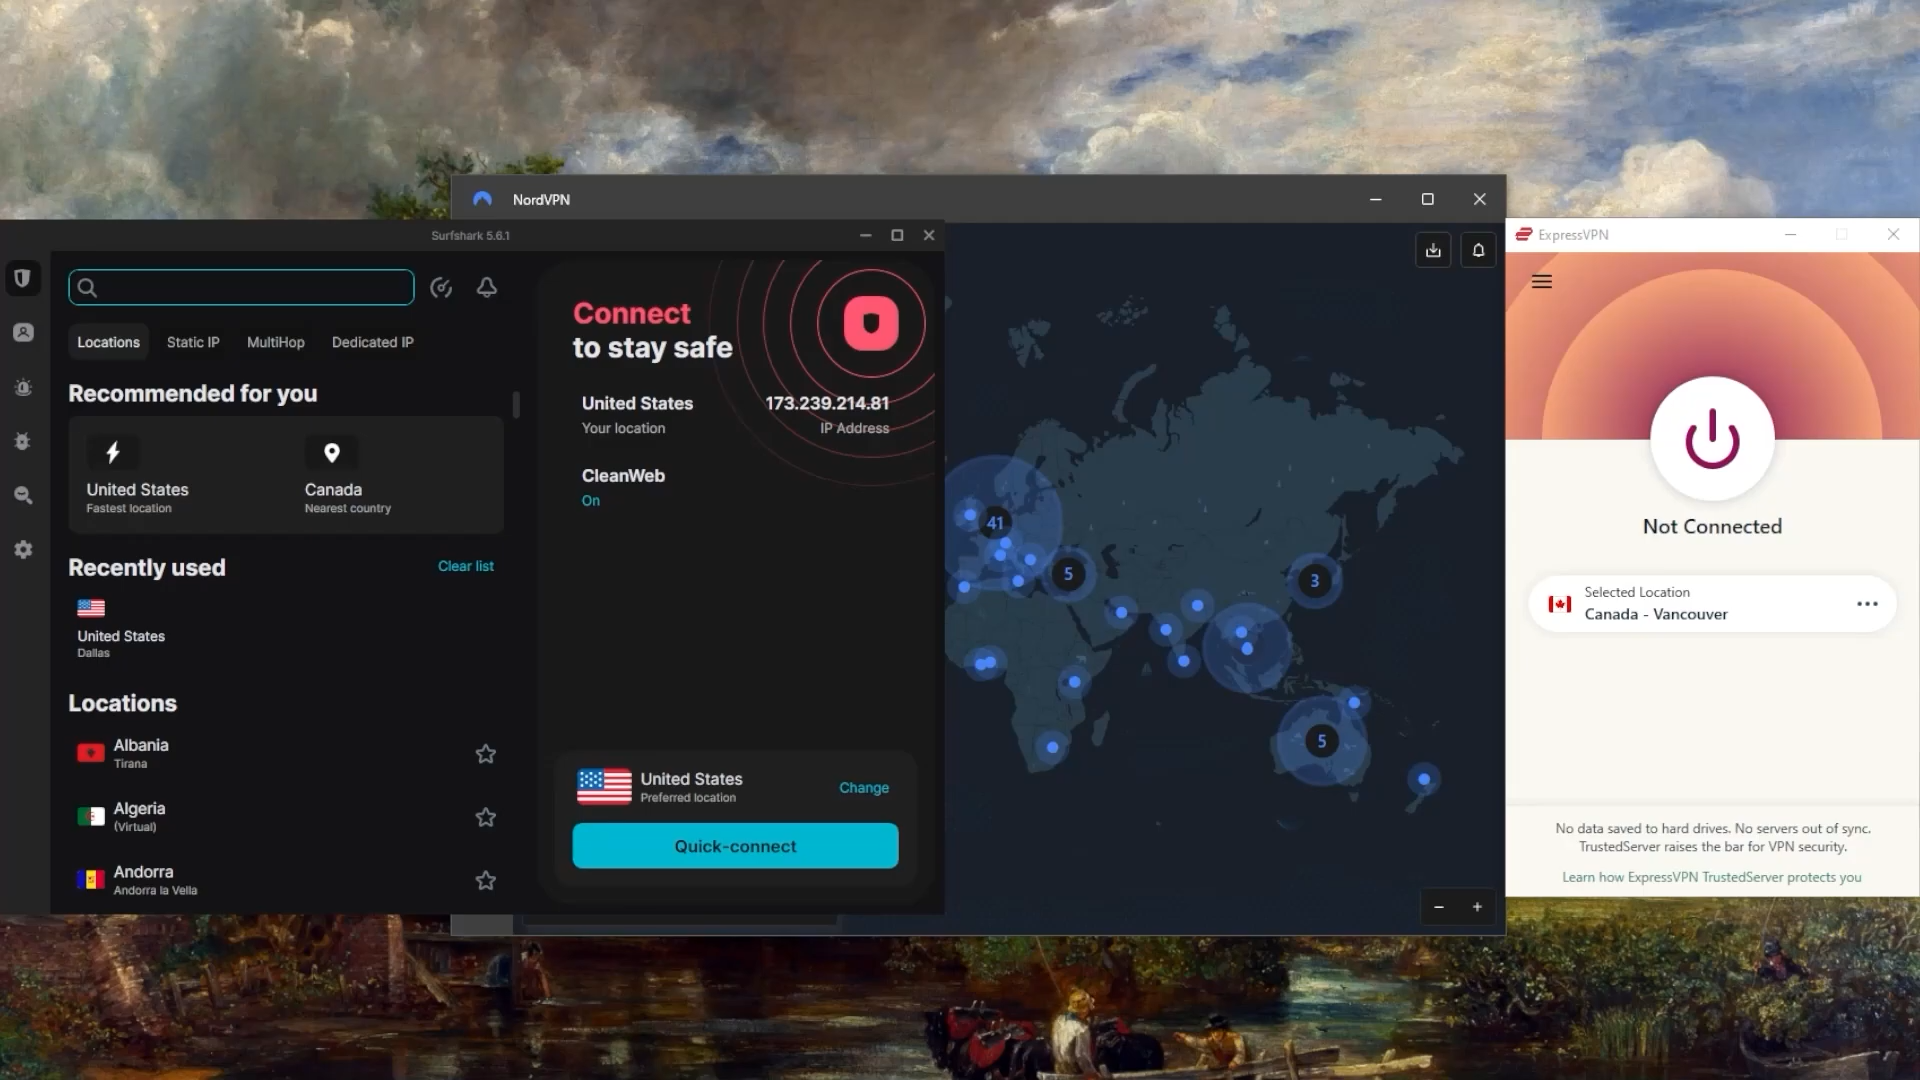 NordVPN
Surfshark 5.6.1
Locations
Static IP
MultiHop
Dedicated IP
Recommended for you
United States
Fastest location
Canada
Nearest country
Recently used
Clear list
United States
Dallas
Locations
Albania
Tirana
Algeria
(Virtual)
Andorra
Andorra la Vella
Connect
to stay safe
United States
173.239.214.81
Your location
IP Address
CleanWeb
On
United States
Preferred location
Change
Quick-connect
41
5
3
5
ExpressVPN
Not Connected
Selected Location
Canada - Vancouver
No data saved to hard drives. No servers out of sync.
TrustedServer raises the bar for VPN security.
Learn how ExpressVPN TrustedServer protects you